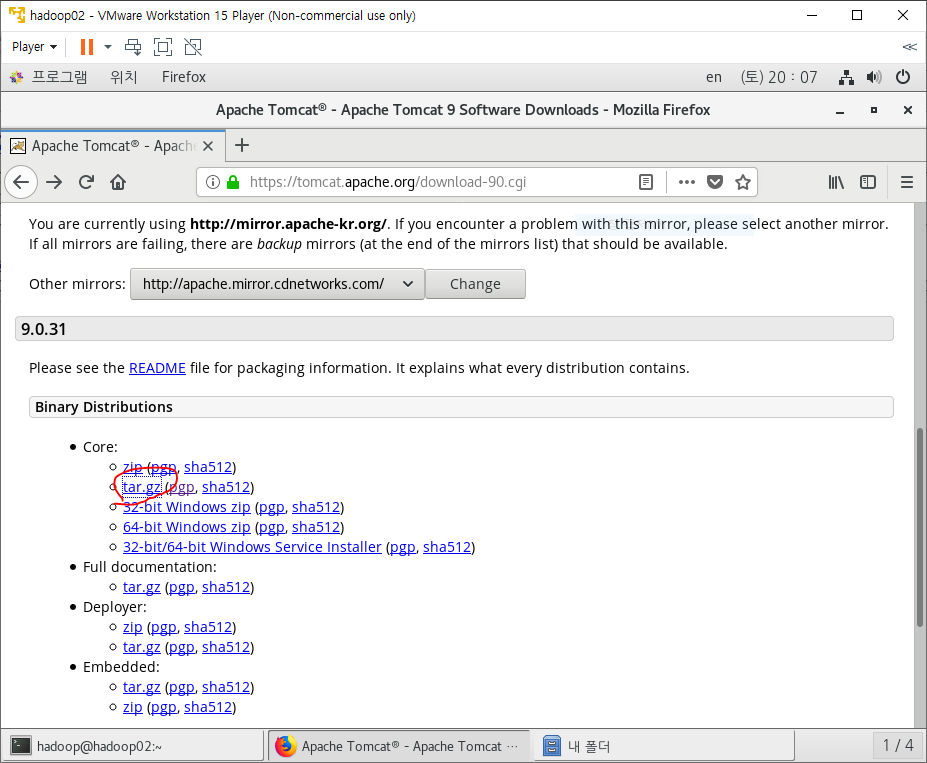 hadoop02 - VMware Workstation 15 Player (Non-commercial use only)
Player
프로그램 위치 Firefox en (토) 20 : 07
Apache Tomcat® - Apache Tomcat 9 Software Downloads - Mozilla Firefox
Apache Tomcat® - Apache
https://tomcat.apache.org/download-90.cgi
You are currently using http://mirror.apache-kr.org/. If you encounter a problem with this mirror, please select another mirror.
If all mirrors are failing, there are backup mirrors (at the end of the mirrors list) that should be available.
Other mirrors: http://apache.mirror.cdnetworks.com/ Change
9.0.31
Please see the README file for packaging information. It explains what every distribution contains.
Binary Distributions
Core:
zip (pgp, sha512)
tar.gz (pgp, sha512)
32-bit Windows zip (pgp, sha512)
64-bit Windows zip (pgp, sha512)
32-bit/64-bit Windows Service Installer (pgp, sha512)
Full documentation:
tar.gz (pgp, sha512)
Deployer:
zip (pgp, sha512)
tar.gz (pgp, sha512)
Embedded:
tar.gz (pgp, sha512)
zip (pgp, sha512)
hadoop@hadoop02:~ Apache Tomcat® - Apache Tomcat ··· 내 폴더 1 / 4